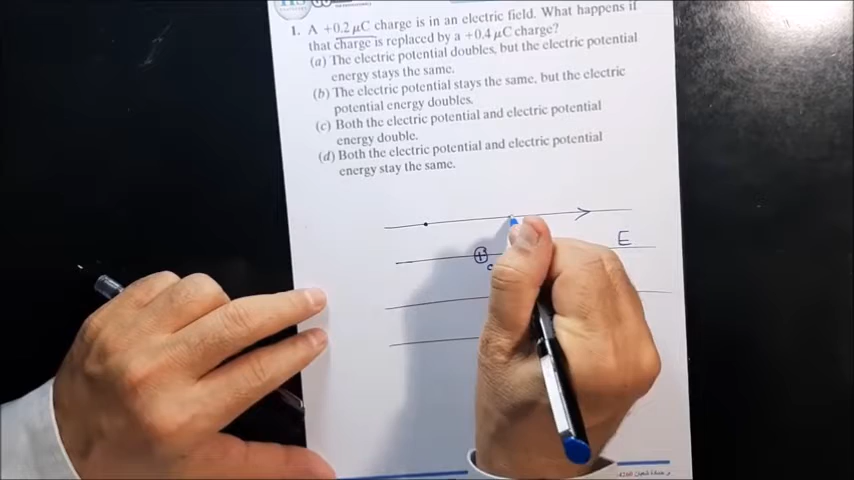 1. A +0.2 μC charge is in an electric field. What happens if
that charge is replaced by a +0.4 μC charge?
(a) The electric potential doubles, but the electric potential
energy stays the same.
(b) The electric potential stays the same, but the electric
potential energy doubles.
(c) Both the electric potential and electric potential
energy double.
(d) Both the electric potential and electric potential
energy stay the same.
E
+